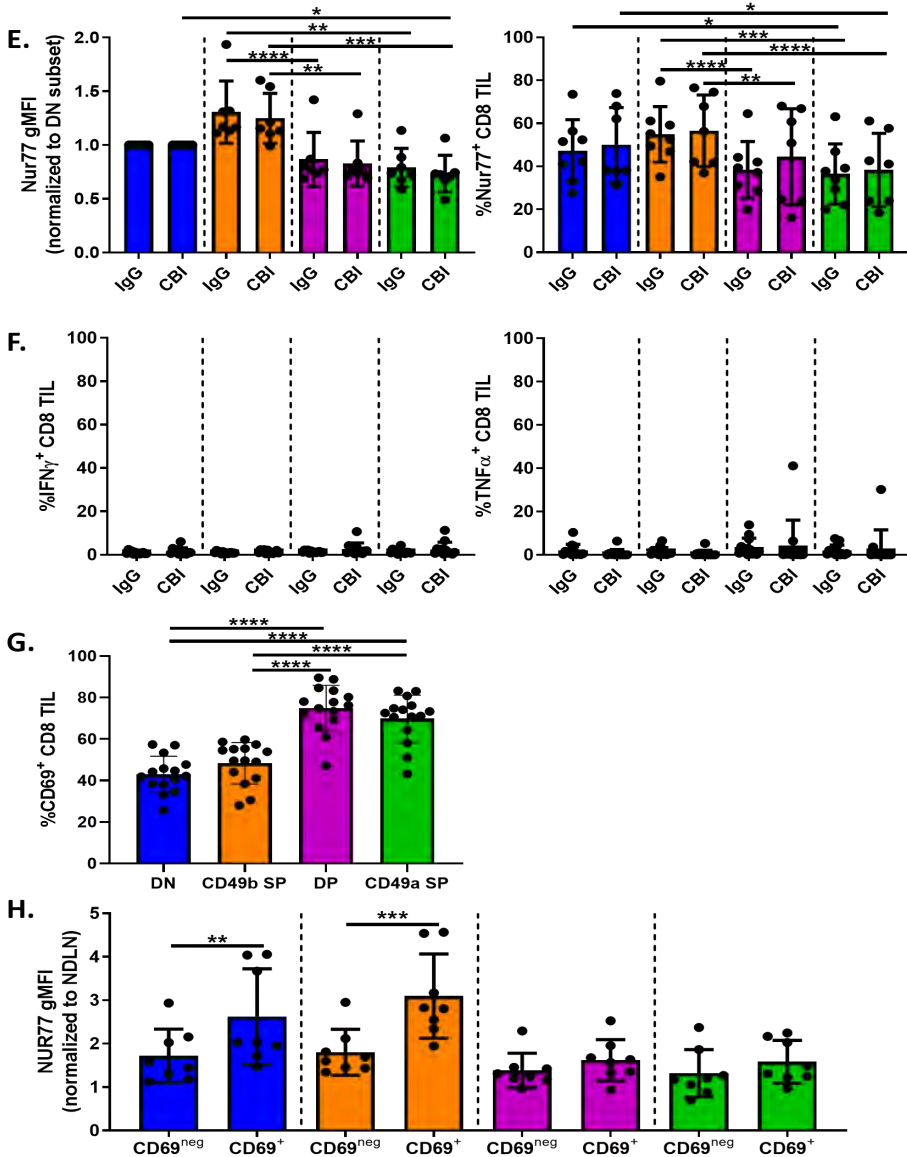 E.
Nur77 gMFI
(normalized to DN subset)
2.0
1.5
1.0
0.5
0.0
*
**
***
****
**
IgG CBI IgG CBI IgG CBI IgG CBI
%Nur77+ CD8 TIL
100
80
60
40
20
0
*
*
***
****
****
**
IgG CBI IgG CBI IgG CBI IgG CBI
F.
%IFNγ+ CD8 TIL
100
80
60
40
20
0
IgG CBI IgG CBI IgG CBI IgG CBI
%TNFα+ CD8 TIL
100
80
60
40
20
0
IgG CBI IgG CBI IgG CBI IgG CBI
G.
%CD69+ CD8 TIL
100
80
60
40
20
0
****
****
****
****
DN CD49b SP DP CD49a SP
H.
NUR77 gMFI
(normalized to NDLN)
5
4
3
2
1
0
**
***
CD69neg CD69+ CD69neg CD69+ CD69neg CD69+ CD69neg CD69+